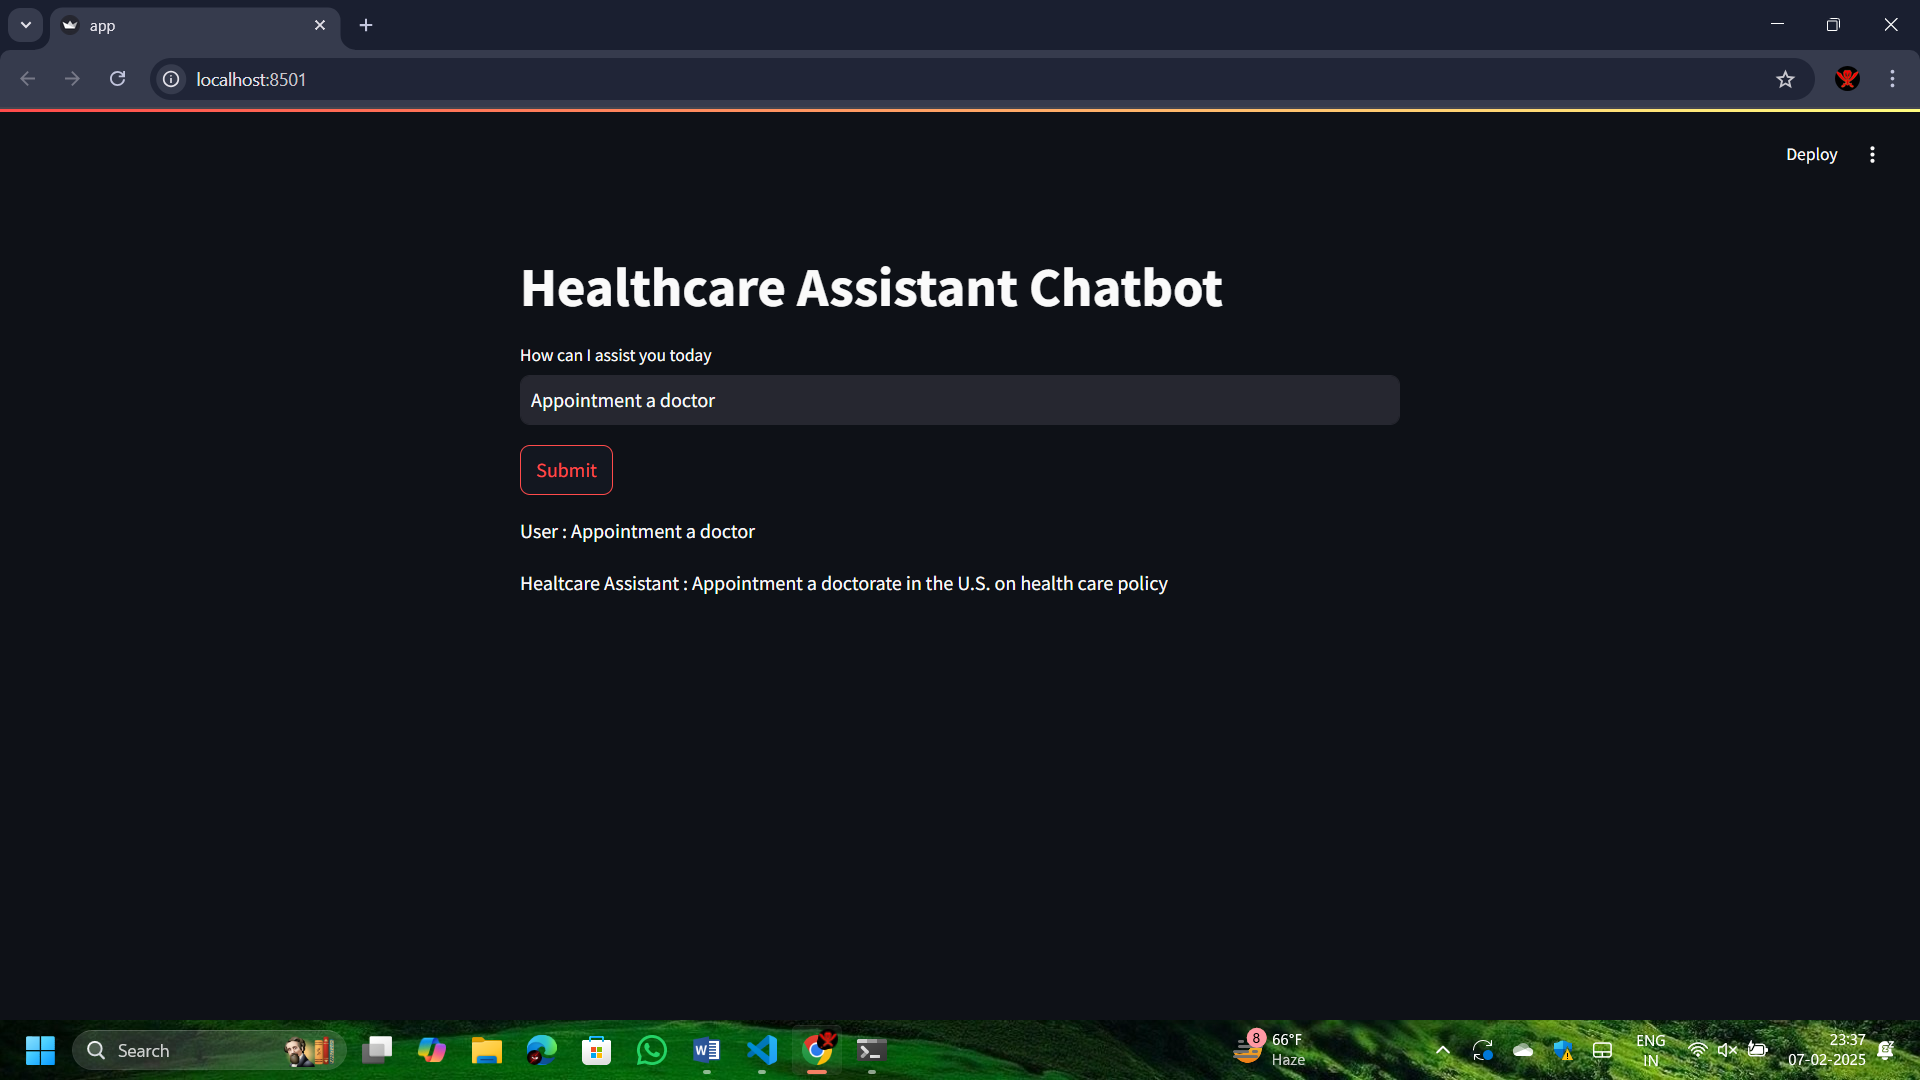 app
localhost:8501
Deploy
Healthcare Assistant Chatbot
How can I assist you today
Appointment a doctor
Submit
User : Appointment a doctor
Healtcare Assistant : Appointment a doctorate in the U.S. on health care policy
Search
8
66°F
Haze
ENG
IN
23:37
07-02-2025